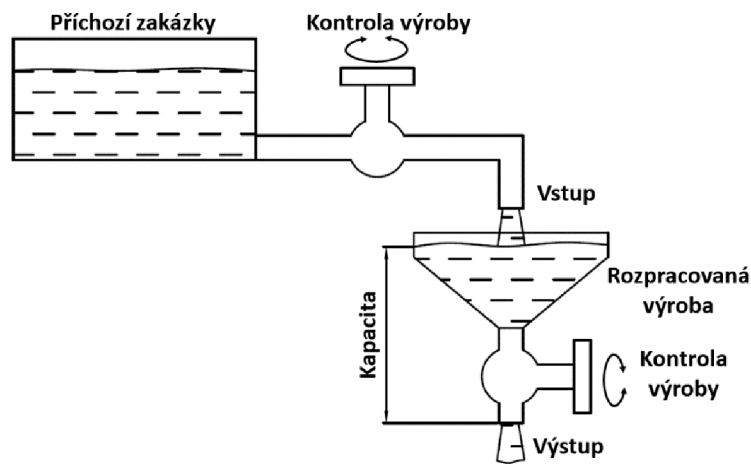 Příchozí zakázky
Kontrola výroby
Vstup
Rozpracovaná
výroba
Kapacita
Kontrola
výroby
Výstup